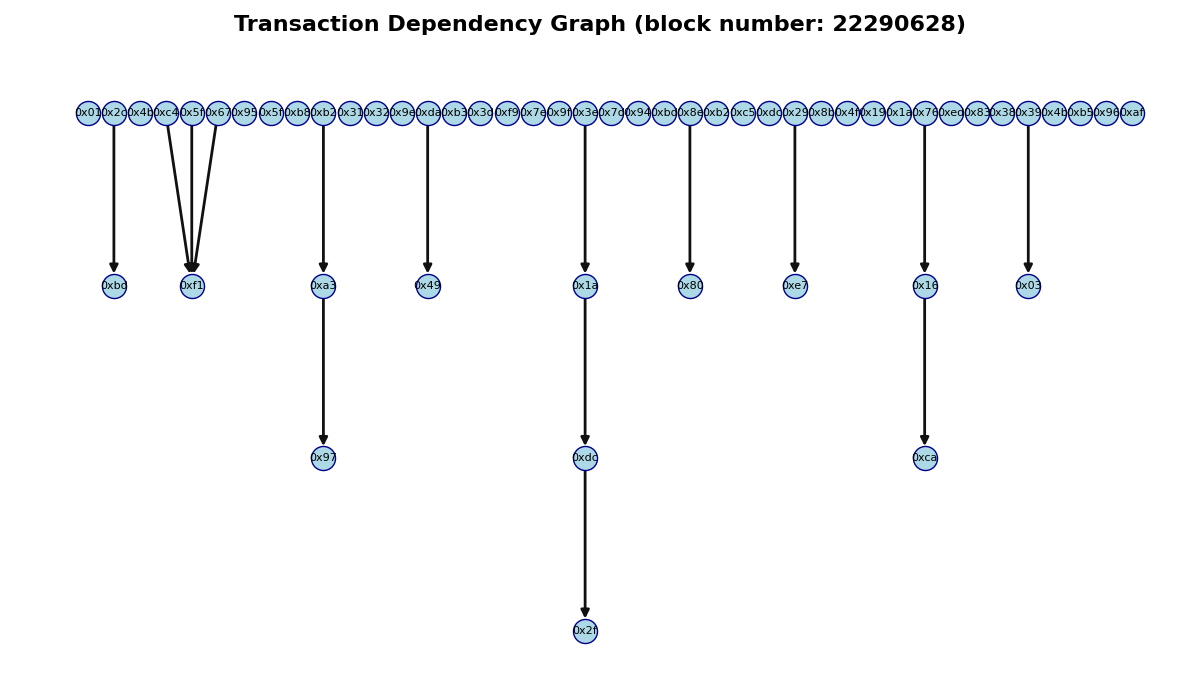 Transaction Dependency Graph (block number: 22290628)
0x01 0x2c 0x4b 0xc4 0x5f 0x67 0x95 0x5f 0xb8 0xb2 0x31 0x32 0x9e 0xda 0xb3 0x3d 0xf9 0x7e 0x9f 0x3e 0x7d 0x94 0xbd 0x8e 0xb2 0xc5 0xdc 0x29 0x8b 0x4f 0x19 0x1a 0x76 0xed 0x83 0x38 0x39 0x4b 0xb5 0x96 0xaf
0xbd 0xf1 0xa3 0x49 0x1a 0x80 0xe7 0x16 0x03
0x97 0xdc 0xca
0x2f